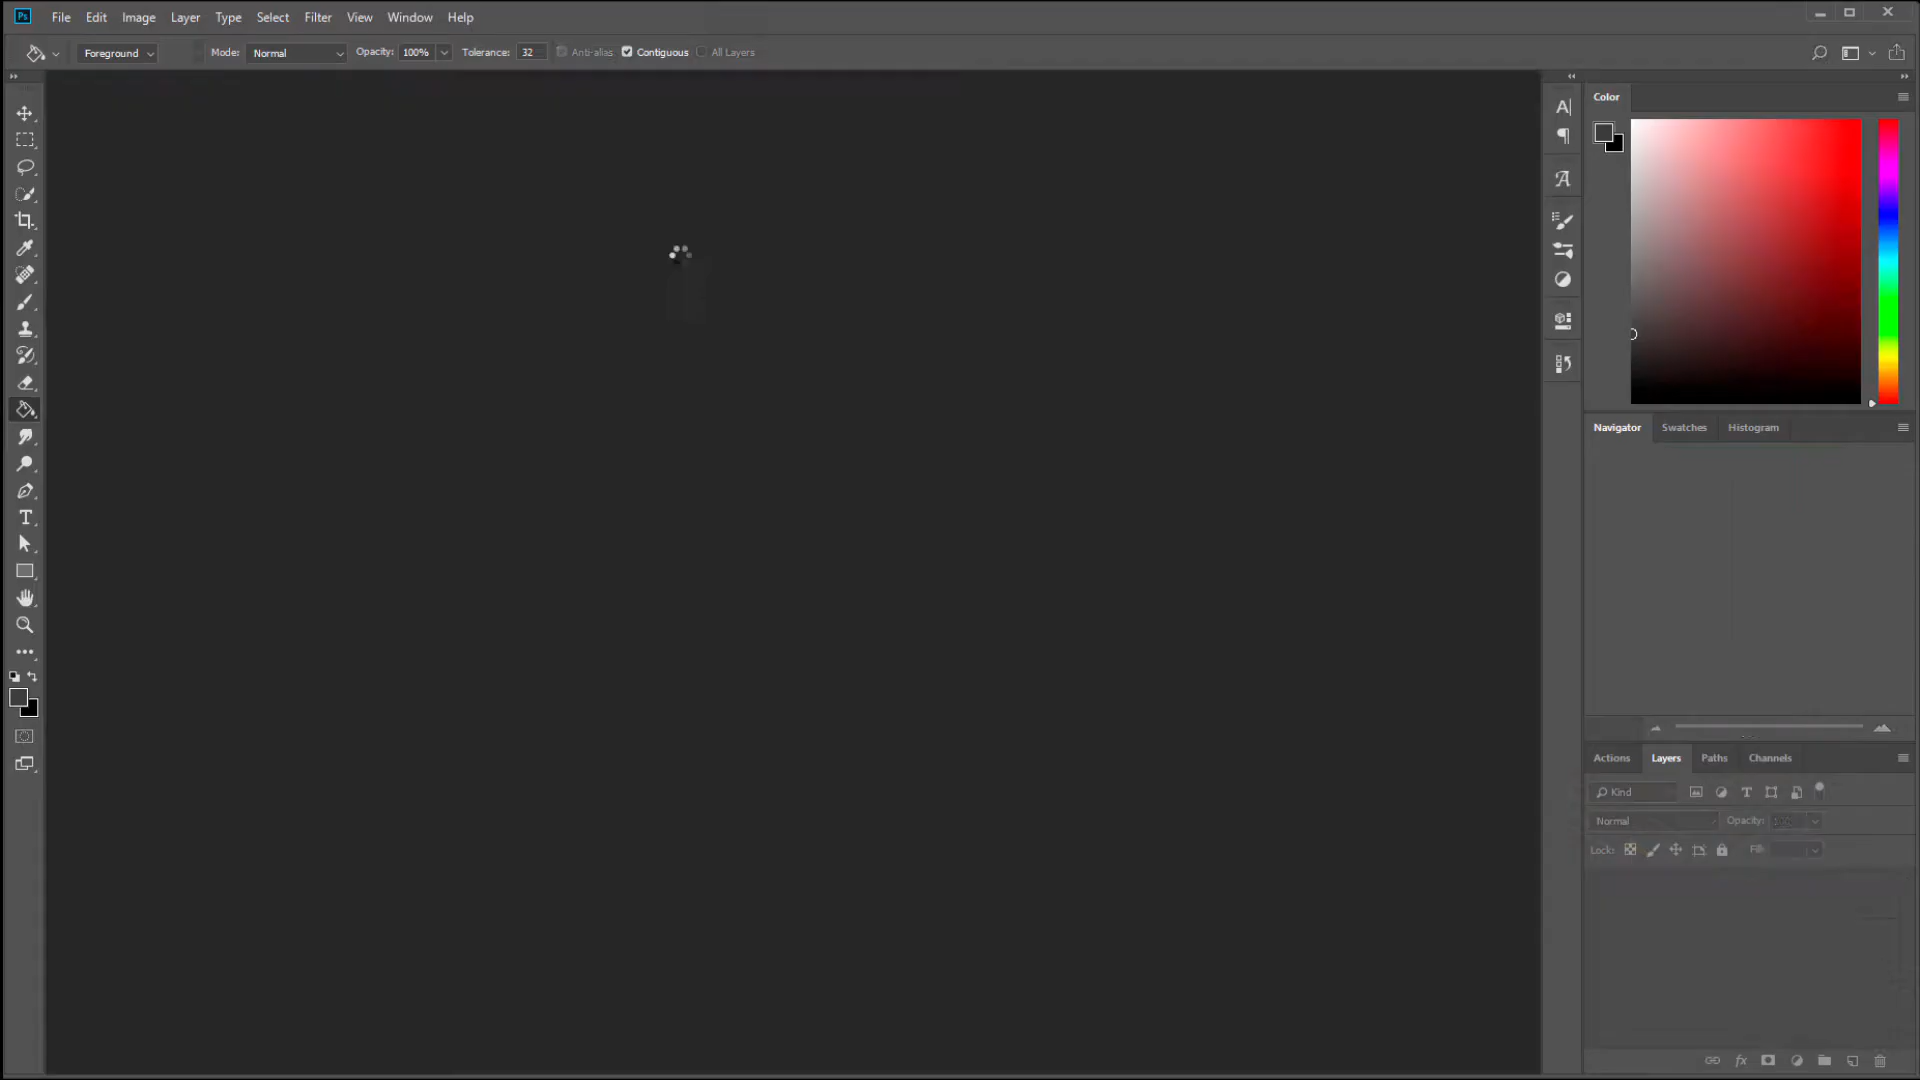 Ps File Edit Image Layer Type Select Filter View Window Help
Foreground Mode: Normal Opacity: 100% Tolerance: 32 Anti-alias Contiguous All Layers
Color
Navigator Swatches Histogram
Actions Layers Paths Channels
Kind
Normal Opacity:
Lock: Fill: